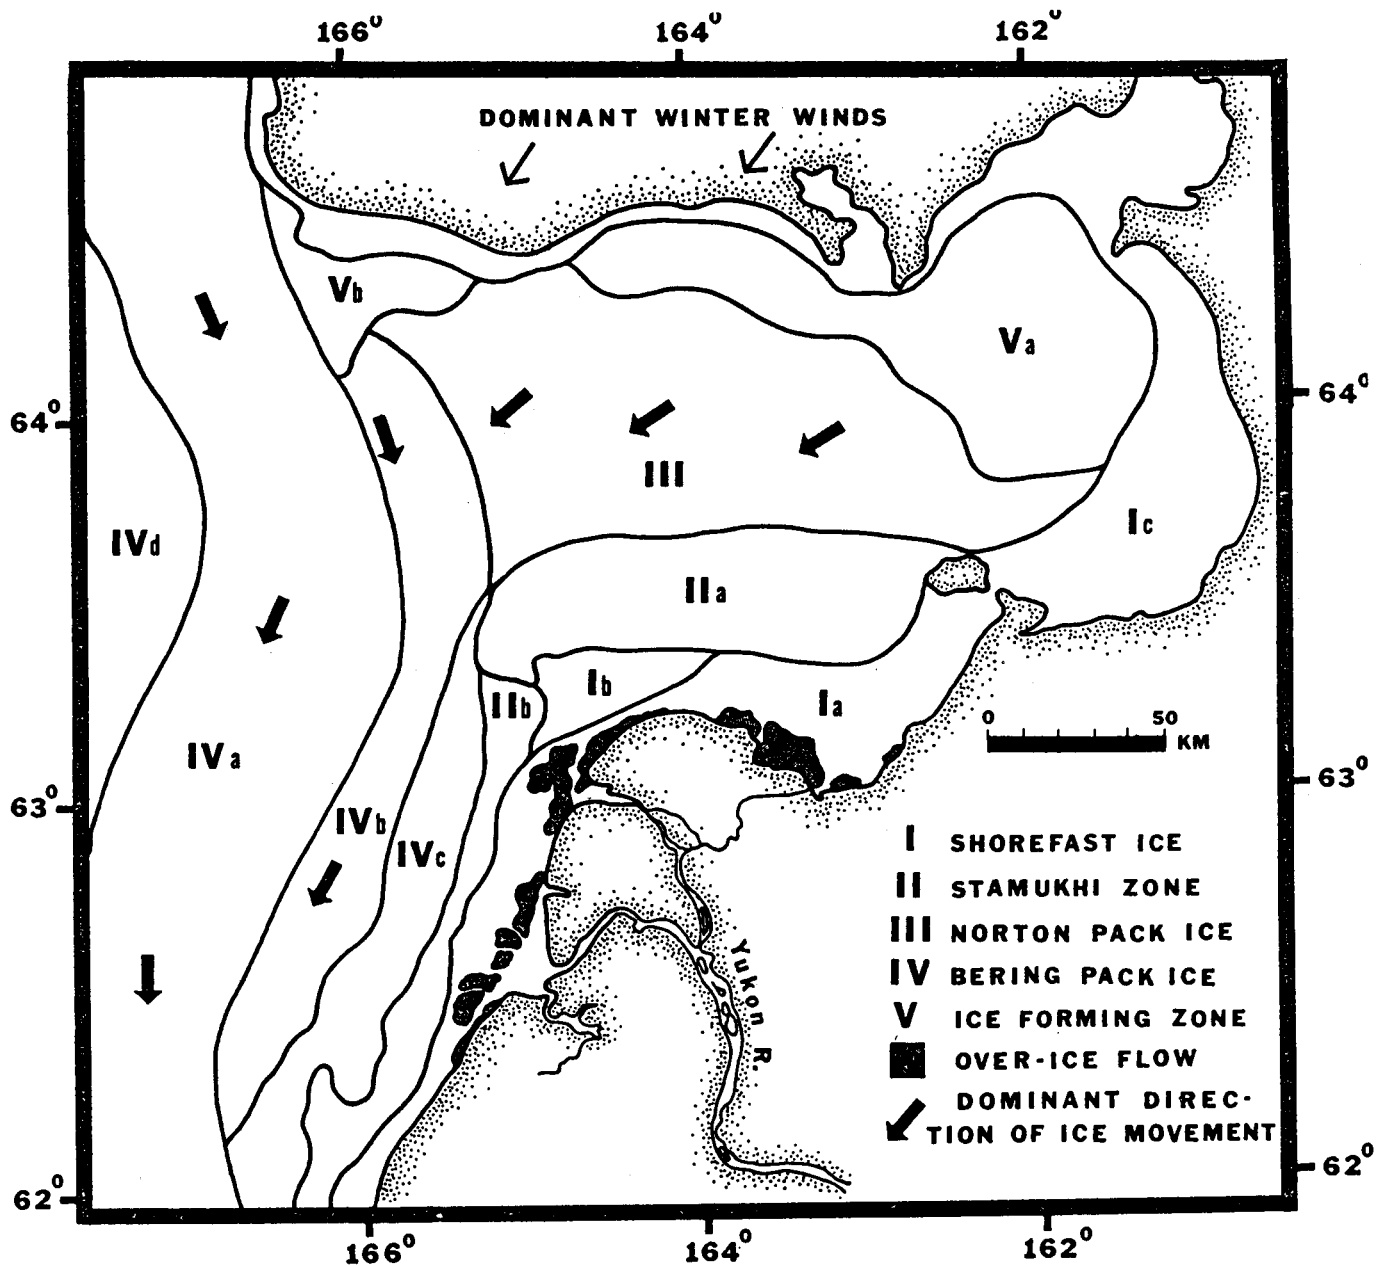 166° 164° 162°
DOMINANT WINTER WINDS
Vb
Va
64° 64°
III
Ic
IVd
IIa
Ib
IIb
Ia
0 50
KM
IVa
63° 63°
IVb
IVc
I SHOREFAST ICE
II STAMUKHI ZONE
III NORTON PACK ICE
IV BERING PACK ICE
V ICE FORMING ZONE
OVER-ICE FLOW
DOMINANT DIREC-
TION OF ICE MOVEMENT
Yukon R.
62° 62°
166° 164° 162°